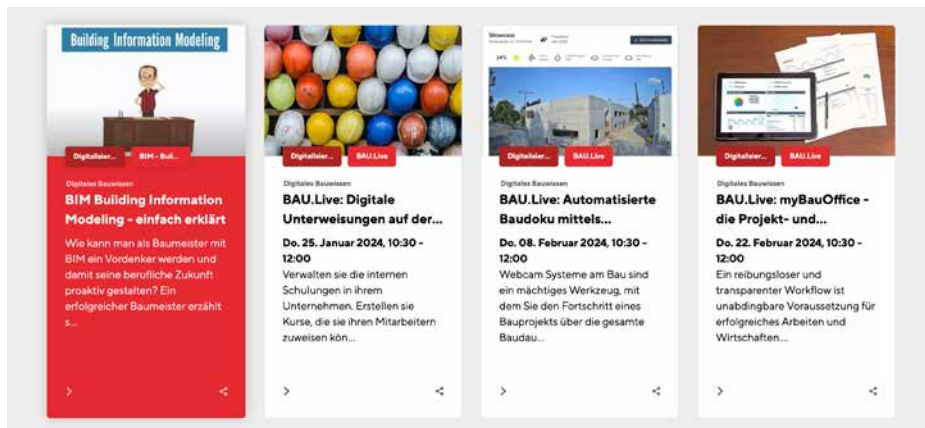 Building Information Modeling
Digitalisier...
BIM - Buil...
Digitales Bauwissen
BIM Building Information
Modeling - einfach erklärt
Wie kann man als Baumeister mit
BIM ein Vordenker werden und
damit seine berufliche Zukunft
proaktiv gestalten? Ein
erfolgreicher Baumeister erzählt
s...
Digitalisier...
BAU.Live
Digitales Bauwissen
BAU.Live: Digitale
Unterweisungen auf der...
Do. 25. Januar 2024, 10:30 -
12:00
Verwalten sie die internen
Schulungen in ihrem
Unternehmen. Erstellen sie
Kurse, die sie ihren Mitarbeitern
zuweisen kön...
Showcase
24°C
Digitalisier...
BAU.Live
Digitales Bauwissen
BAU.Live: Automatisierte
Baudoku mittels...
Do. 08. Februar 2024, 10:30 -
12:00
Webcam Systeme am Bau sind
ein mächtiges Werkzeug, mit
dem Sie den Fortschritt eines
Bauprojekts über die gesamte
Baudau...
Digitalisier...
BAU.Live
Digitales Bauwissen
BAU.Live: myBauOffice -
die Projekt- und...
Do. 22. Februar 2024, 10:30 -
12:00
Ein reibungsloser und
transparenter Workflow ist
unabdingbare Voraussetzung für
erfolgreiches Arbeiten und
Wirtschaften....